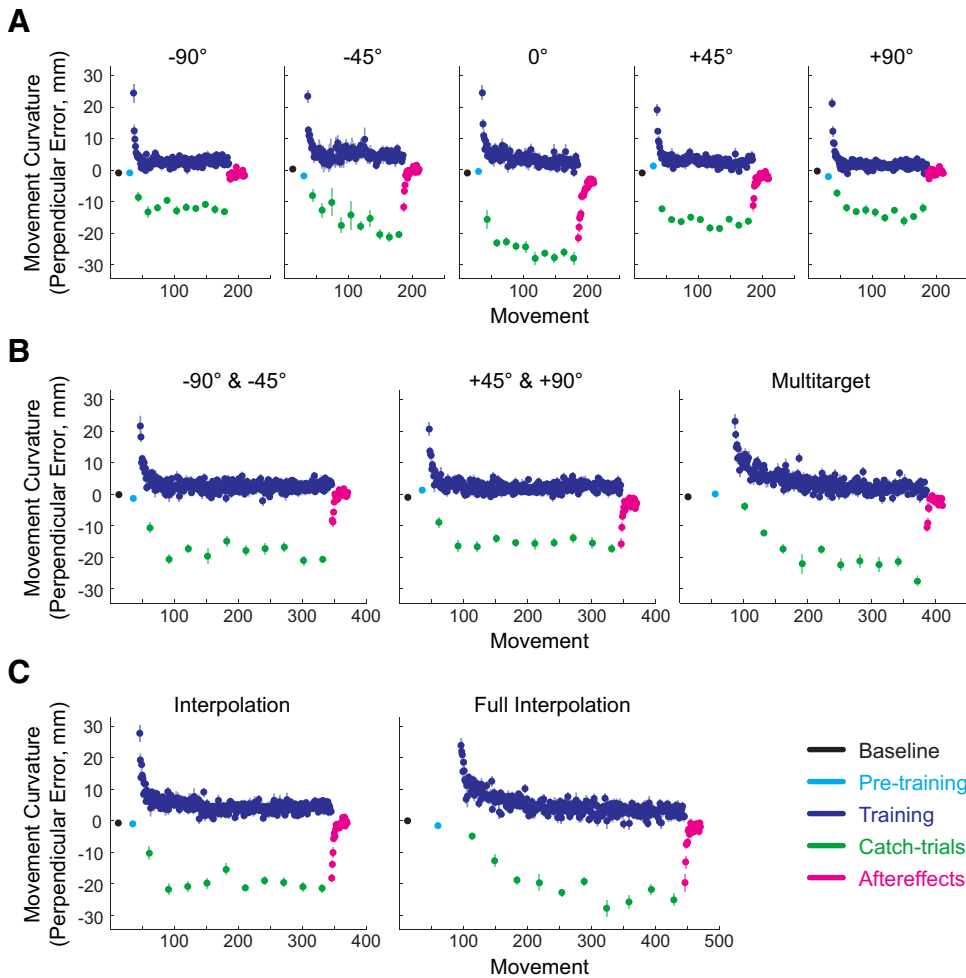 A
-90°
-45°
0°
+45°
+90°
Movement Curvature
(Perpendicular Error, mm)
30
20
10
0
-10
-20
-30
100
200
100
200
100
200
100
200
100
200
Movement
B
-90° & -45°
+45° & +90°
Multitarget
Movement Curvature
(Perpendicular Error, mm)
30
20
10
0
-10
-20
-30
100
200
300
400
100
200
300
400
100
200
300
400
Movement
C
Interpolation
Full Interpolation
Movement Curvature
(Perpendicular Error, mm)
30
20
10
0
-10
-20
-30
100
200
300
400
100
200
300
400
500
Movement
Baseline
Pre-training
Training
Catch-trials
Aftereffects